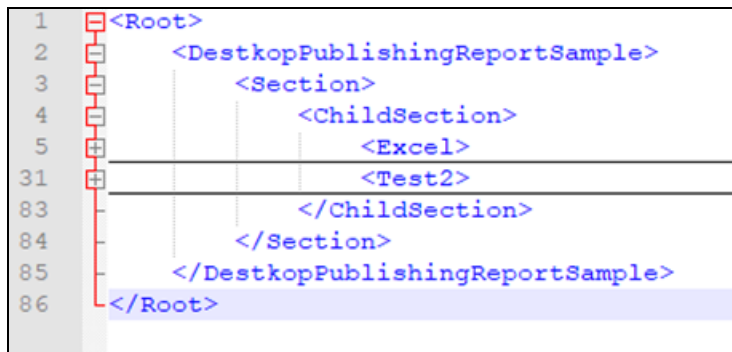 1 <Root>
2 <DestkopPublishingReportSample>
3 <Section>
4 <ChildSection>
5 <Excel>
31 <Test2>
83 </ChildSection>
84 </Section>
85 </DestkopPublishingReportSample>
86 </Root>